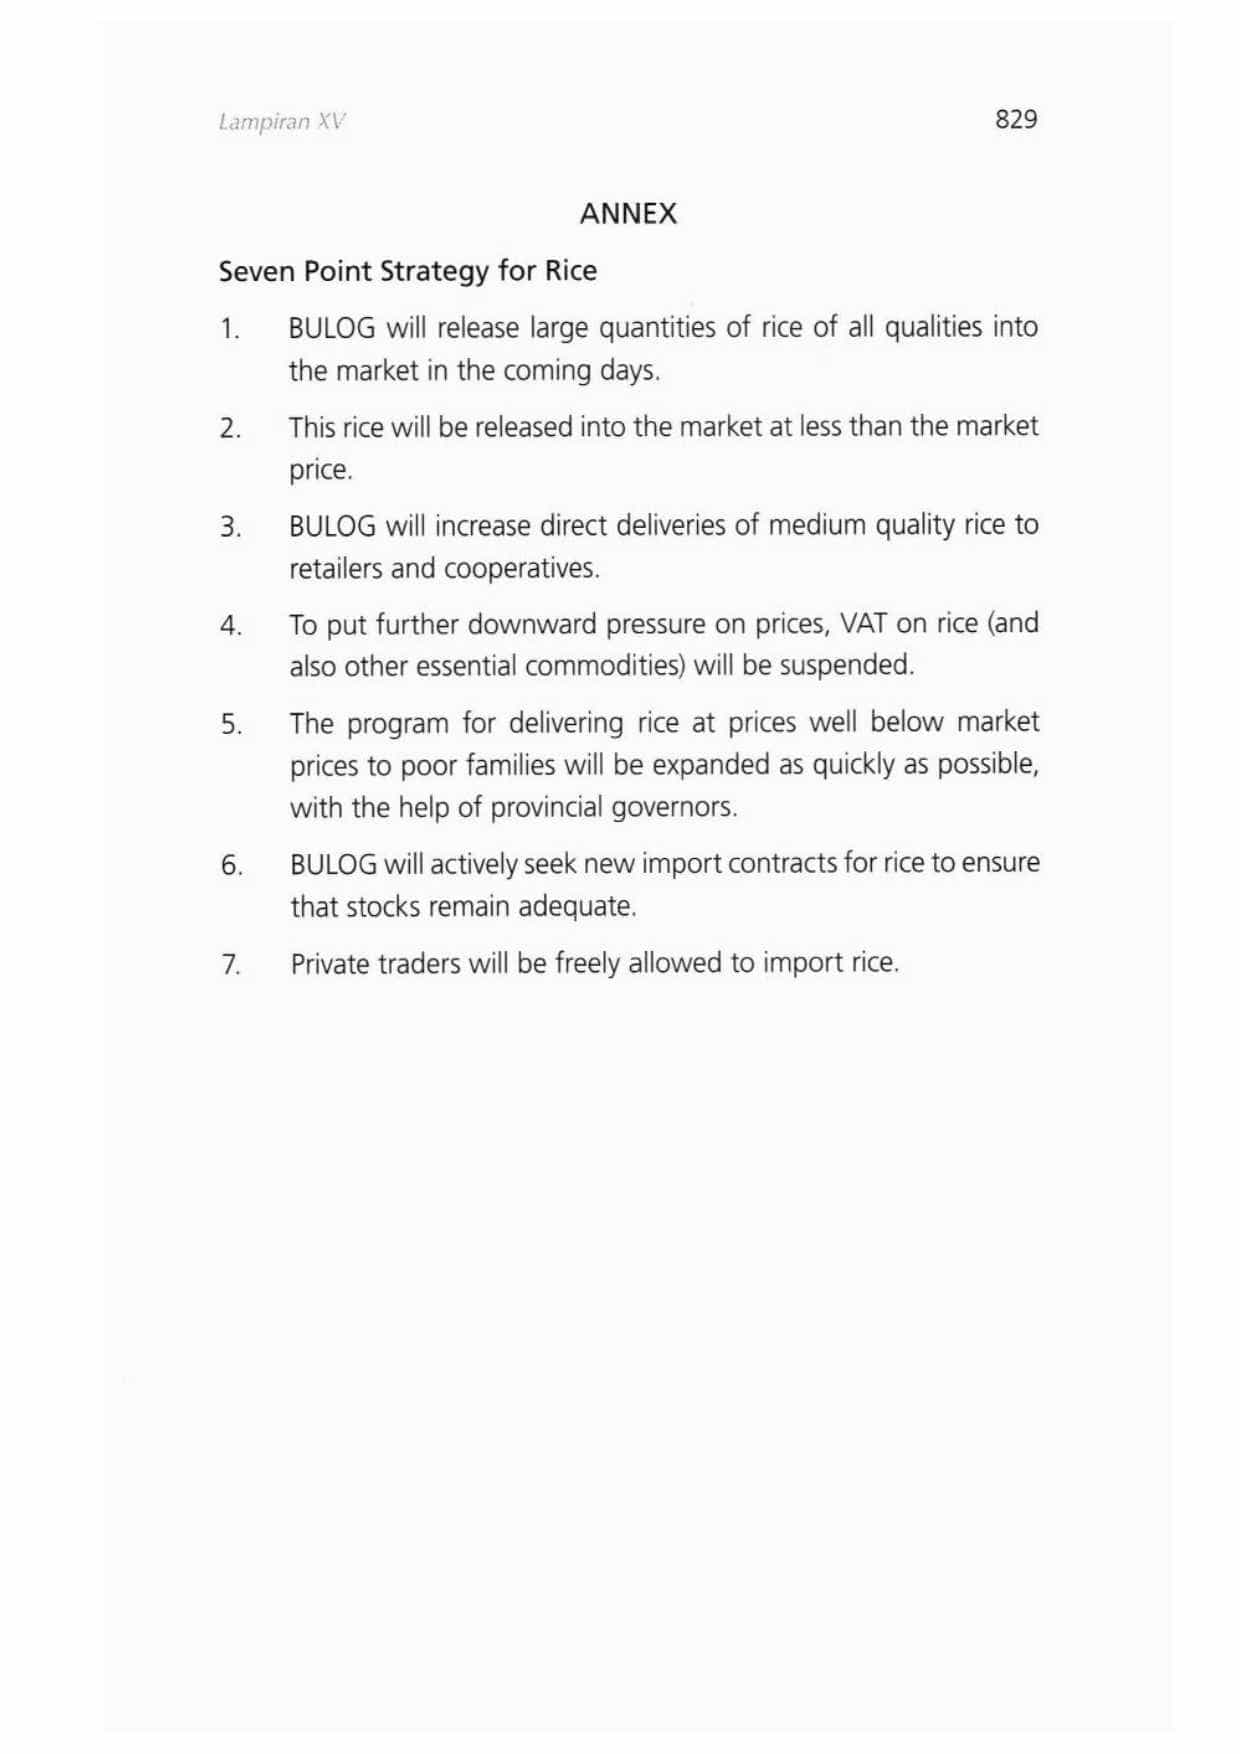 Lampiran XV
829
ANNEX
Seven Point Strategy for Rice
1. BULOG will release large quantities of rice of all qualities into
the market in the coming days.
2. This rice will be released into the market at less than the market
price.
3. BULOG will increase direct deliveries of medium quality rice to
retailers and cooperatives.
4. To put further downward pressure on prices, VAT on rice (and
also other essential commodities) will be suspended.
5. The program for delivering rice at prices well below market
prices to poor families will be expanded as quickly as possible,
with the help of provincial governors.
6. BULOG will actively seek new import contracts for rice to ensure
that stocks remain adequate.
7. Private traders will be freely allowed to import rice.